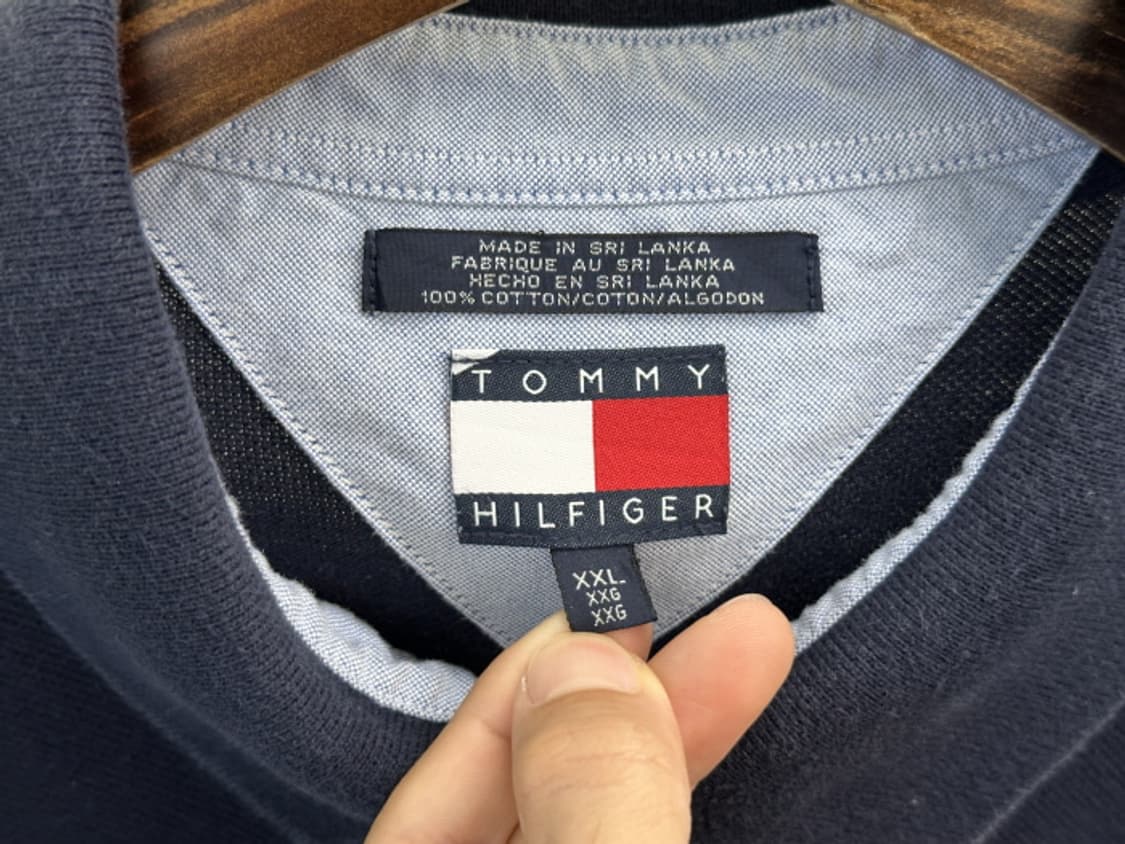 MADE IN SRI LANKA
FABRIQUE AU SRI LANKA
HECHO EN SRI LANKA
100% COTTON/COTON/ALGODON
TOMMY
HILFIGER
XXL
XXG
XXG